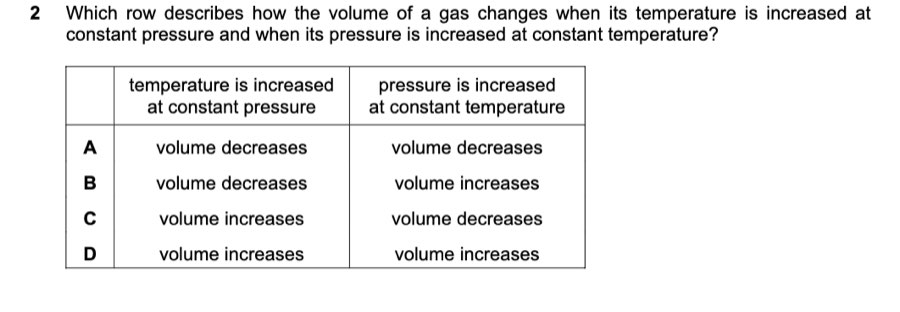 2 Which row describes how the volume of a gas changes when its temperature is increased at
constant pressure and when its pressure is increased at constant temperature?
temperature is increased at constant pressure pressure is increased at constant temperature
A volume decreases volume decreases
B volume decreases volume increases
C volume increases volume decreases
D volume increases volume increases